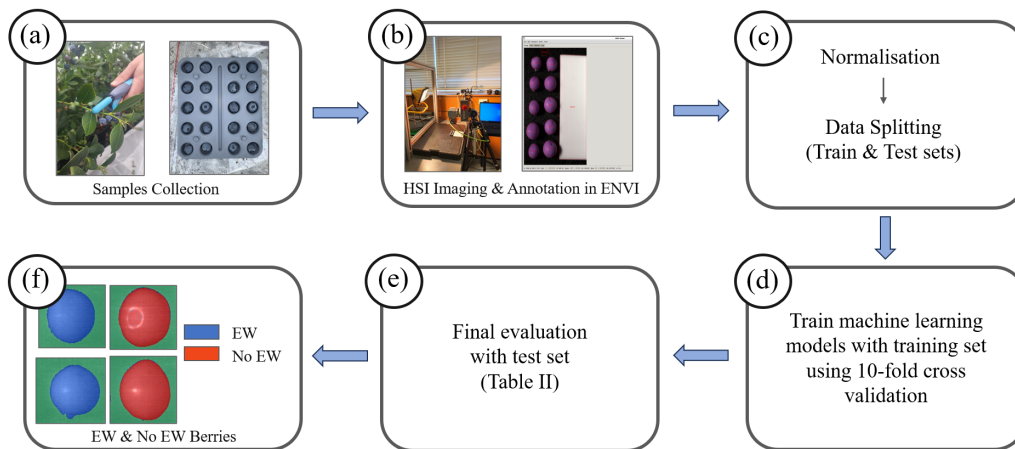 (a)
Samples Collection
(b)
HSI Imaging & Annotation in ENVI
(c)
Normalisation
Data Splitting
(Train & Test sets)
(d)
Train machine learning
models with training set
using 10-fold cross
validation
(e)
Final evaluation
with test set
(Table II)
(f)
EW
No EW
EW & No EW Berries